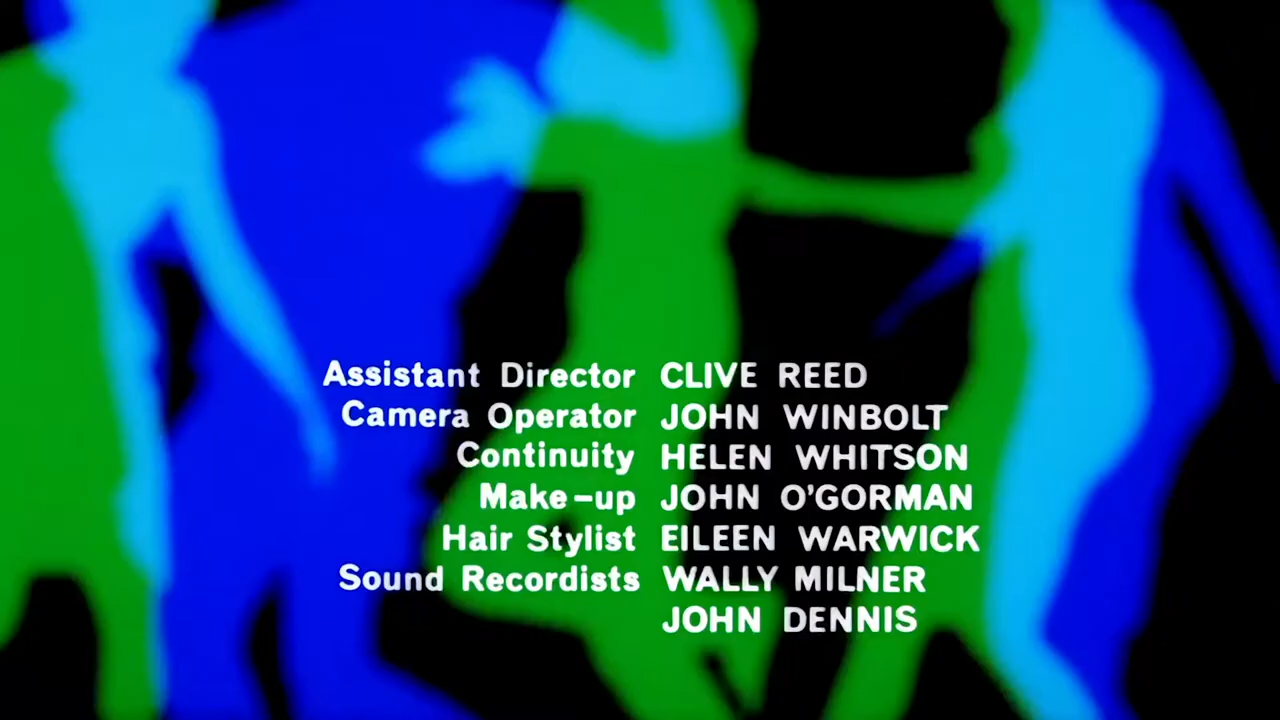 Assistant Director CLIVE REED
Camera Operator JOHN WINBOLT
Continuity HELEN WHITSON
Make-up JOHN O'GORMAN
Hair Stylist EILEEN WARWICK
Sound Recordists WALLY MILNER
JOHN DENNIS